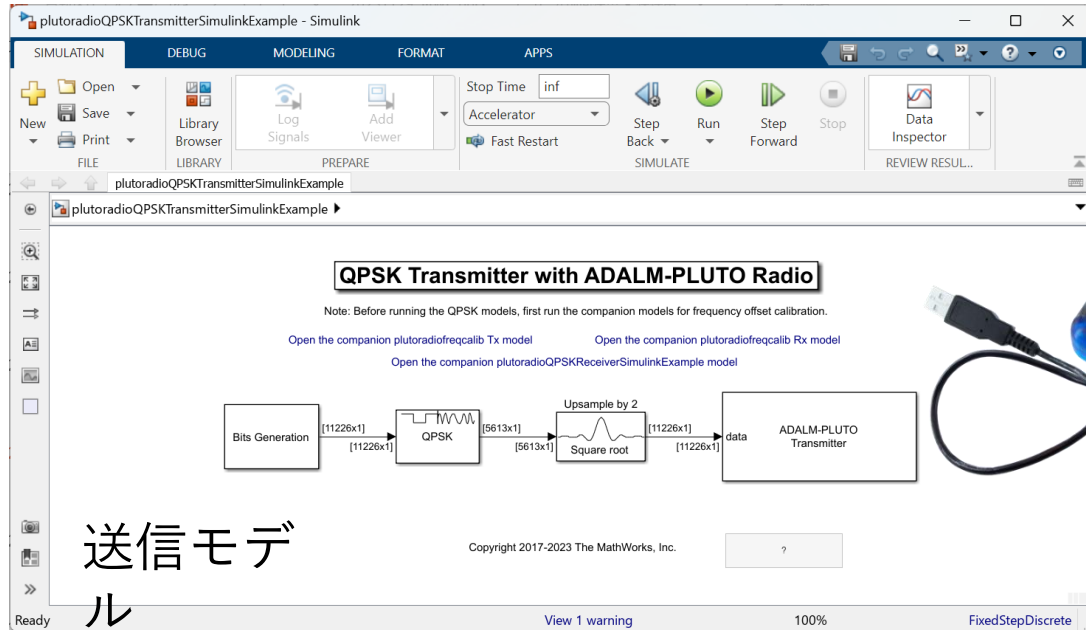 plutoradioQPSKTransmitterSimulinkExample - Simulink
SIMULATION DEBUG MODELING FORMAT APPS
New
Open
Save
Print
FILE
Library
Browser
LIBRARY
Log
Signals
Add
Viewer
PREPARE
Stop Time inf
Accelerator
Fast Restart
Step
Back
Run
Step
Forward
Stop
SIMULATE
Data
Inspector
REVIEW RESUL...
plutoradioQPSKTransmitterSimulinkExample
plutoradioQPSKTransmitterSimulinkExample
QPSK Transmitter with ADALM-PLUTO Radio
Note: Before running the QPSK models, first run the companion models for frequency offset calibration.
Open the companion plutoradiofreqcalib Tx model
Open the companion plutoradiofreqcalib Rx model
Open the companion plutoradioQPSKReceiverSimulinkExample model
Bits Generation
[11226x1]
[11226x1]
QPSK
[5613x1]
[5613x1]
Upsample by 2
Square root
[11226x1]
[11226x1]
data
ADALM-PLUTO
Transmitter
送信モデ
ル
Copyright 2017-2023 The MathWorks, Inc.
?
Ready View 1 warning 100% FixedStepDiscrete